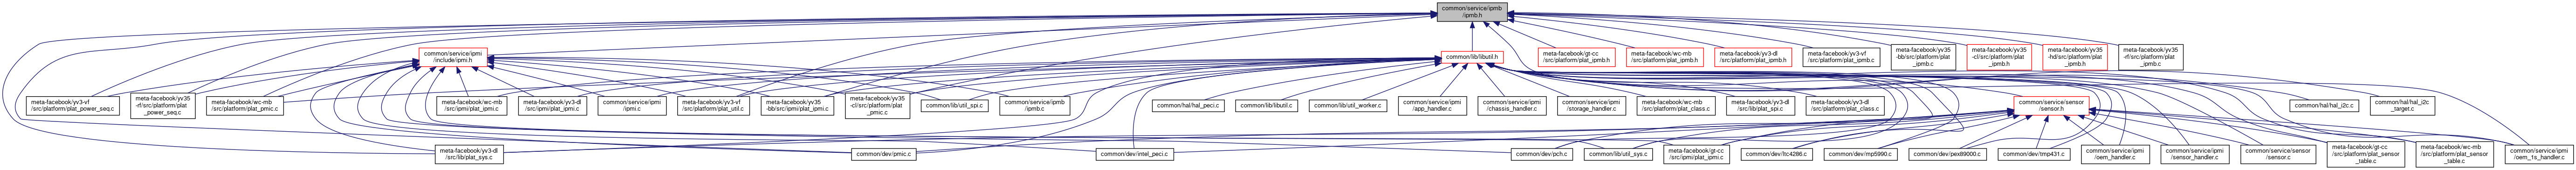 common/service/ipmb
/ipmb.h
common/service/ipmi
/include/ipmi.h
common/lib/libutil.h
meta-facebook/gt-cc
/src/platform/plat_ipmb.h
meta-facebook/wc-mb
/src/platform/plat_ipmb.h
meta-facebook/yv3-dl
/src/platform/plat_ipmb.h
meta-facebook/yv3-vf
/src/platform/plat_ipmb.c
meta-facebook/yv35
-bb/src/platform/plat
_ipmb.c
meta-facebook/yv35
-cl/src/platform/plat
_ipmb.h
meta-facebook/yv35
-hd/src/platform/plat
_ipmb.h
meta-facebook/yv35
-rf/src/platform/plat
_ipmb.c
meta-facebook/yv3-vf
/src/platform/plat_power_seq.c
meta-facebook/yv35
-rf/src/platform/plat
_power_seq.c
meta-facebook/wc-mb
/src/platform/plat_pmic.c
meta-facebook/wc-mb
/src/ipmi/plat_ipmi.c
meta-facebook/yv3-dl
/src/ipmi/plat_ipmi.c
common/service/ipmi
/ipmi.c
meta-facebook/yv3-vf
/src/platform/plat_util.c
meta-facebook/yv35
-bb/src/ipmi/plat_ipmi.c
meta-facebook/yv35
-cl/src/platform/plat
_pmic.c
common/lib/util_spi.c
common/service/ipmb
/ipmb.c
common/hal/hal_peci.c
common/lib/libutil.c
common/lib/util_worker.c
common/service/ipmi
/app_handler.c
common/service/ipmi
/chassis_handler.c
common/service/ipmi
/storage_handler.c
meta-facebook/wc-mb
/src/platform/plat_class.c
meta-facebook/yv3-dl
/src/lib/plat_spi.c
meta-facebook/yv3-dl
/src/platform/plat_class.c
common/service/sensor
/sensor.h
common/hal/hal_i2c.c
common/hal/hal_i2c
_target.c
meta-facebook/yv3-dl
/src/lib/plat_sys.c
common/dev/pmic.c
common/dev/intel_peci.c
common/dev/pch.c
common/lib/util_sys.c
meta-facebook/gt-cc
/src/ipmi/plat_ipmi.c
common/dev/ltc4286.c
common/dev/mp5990.c
common/dev/pex89000.c
common/dev/tmp431.c
common/service/ipmi
/oem_handler.c
common/service/ipmi
/sensor_handler.c
common/service/sensor
/sensor.c
meta-facebook/gt-cc
/src/platform/plat_sensor
_table.c
meta-facebook/wc-mb
/src/platform/plat_sensor
_table.c
common/service/ipmi
/oem_1s_handler.c